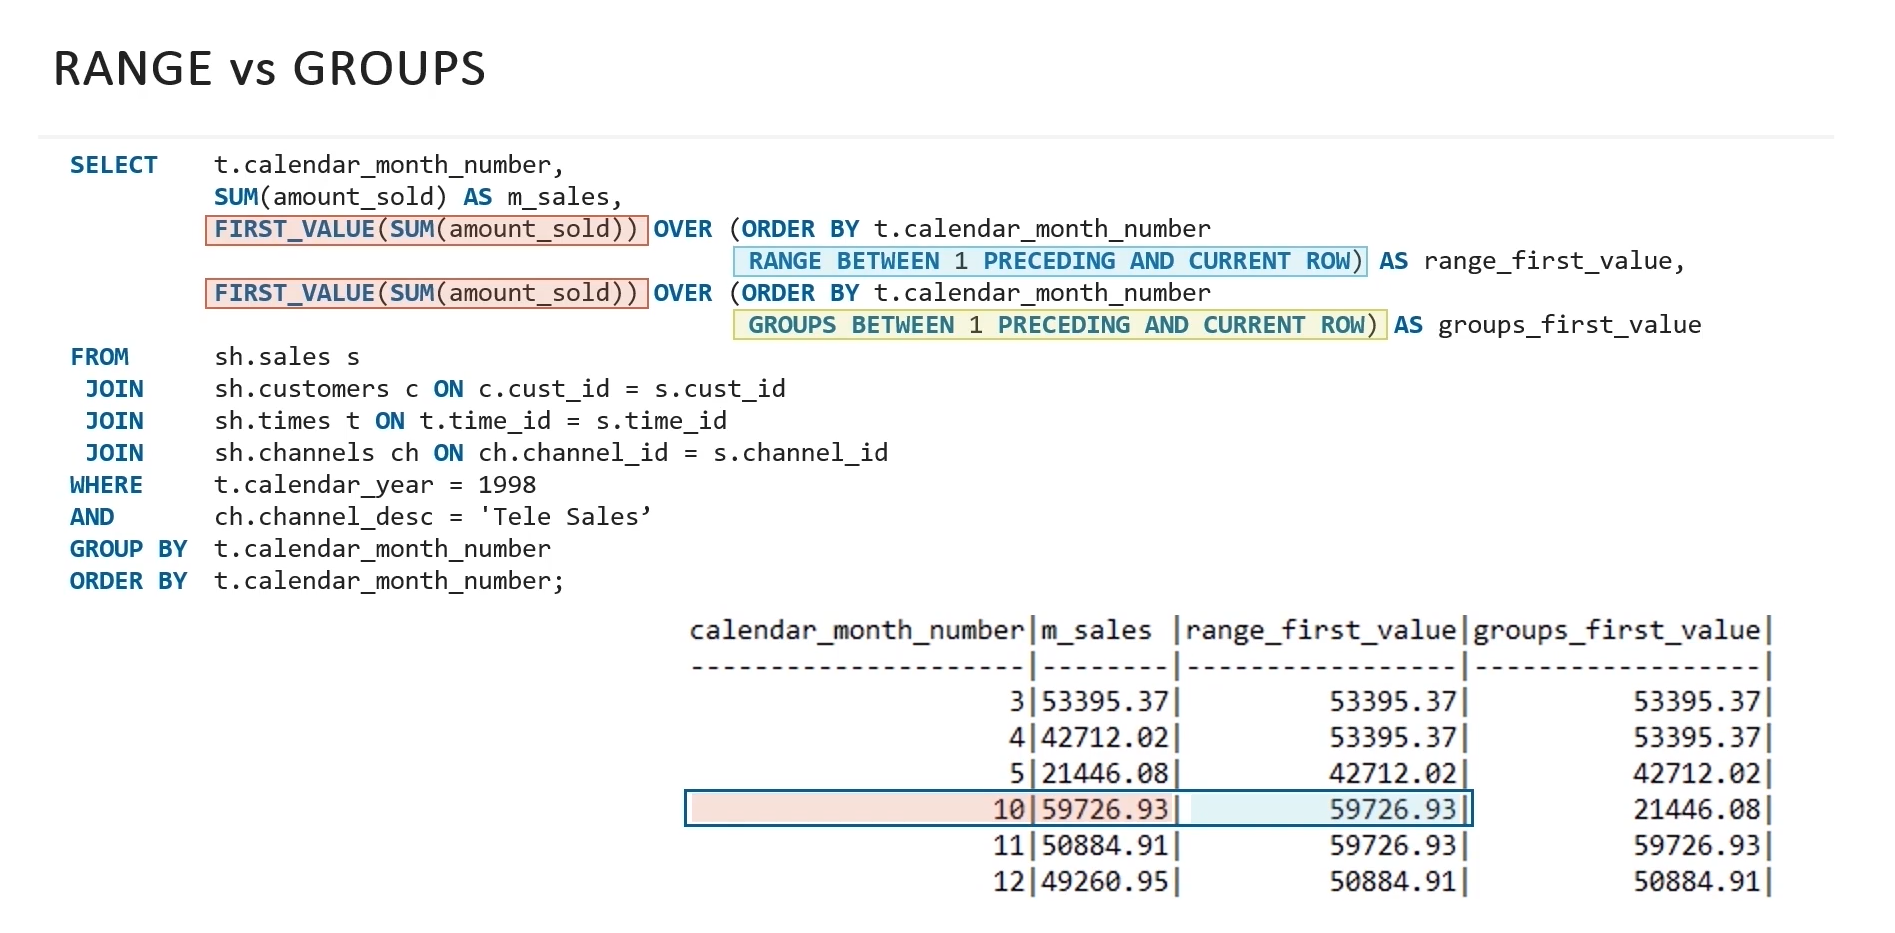 RANGE vs GROUPS
SELECT t.calendar_month_number,
SUM(amount_sold) AS m_sales,
FIRST_VALUE(SUM(amount_sold)) OVER (ORDER BY t.calendar_month_number
RANGE BETWEEN 1 PRECEDING AND CURRENT ROW) AS range_first_value,
FIRST_VALUE(SUM(amount_sold)) OVER (ORDER BY t.calendar_month_number
GROUPS BETWEEN 1 PRECEDING AND CURRENT ROW) AS groups_first_value
FROM sh.sales s
JOIN sh.customers c ON c.cust_id = s.cust_id
JOIN sh.times t ON t.time_id = s.time_id
JOIN sh.channels ch ON ch.channel_id = s.channel_id
WHERE t.calendar_year = 1998
AND ch.channel_desc = 'Tele Sales’
GROUP BY t.calendar_month_number
ORDER BY t.calendar_month_number;
calendar_month_number|m_sales |range_first_value|groups_first_value|
---------------------|--------|-----------------|------------------|
3|53395.37| 53395.37| 53395.37|
4|42712.02| 53395.37| 53395.37|
5|21446.08| 42712.02| 42712.02|
10|59726.93| 59726.93| 21446.08|
11|50884.91| 59726.93| 59726.93|
12|49260.95| 50884.91| 50884.91|